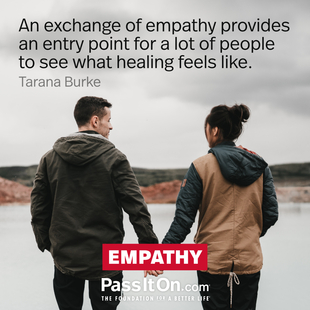 An exchange of empathy provides
an entry point for a lot of people
to see what healing feels like.
Tarana Burke
EMPATHY
PassItOn.com
THE FOUNDATION FOR A BETTER LIFE